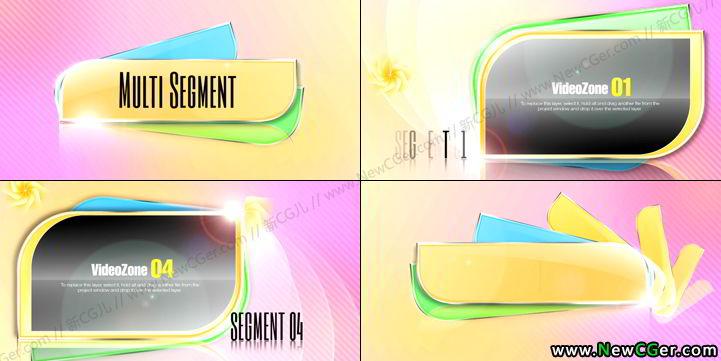 MULTI SEGMENT
VideoZone 01
To replace this layer, select it, hold alt and drag another file from the
project window and drop it over the selected layer
VideoZone 04
To replace this layer, select it, hold alt and drag another file from the
project window and drop it over the selected layer
SEGMENT 04
www.NewCGer.com